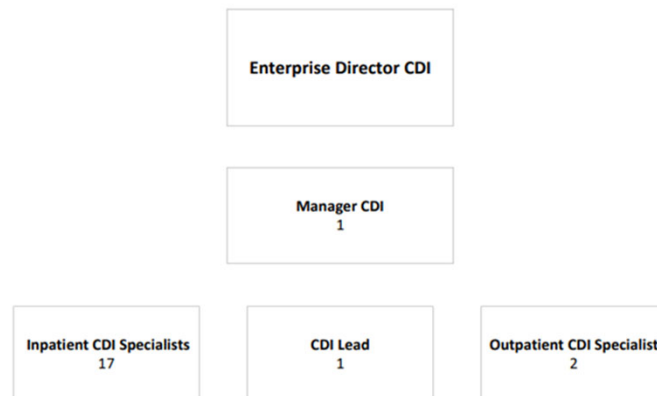 Enterprise Director CDI
Manager CDI
1
Inpatient CDI Specialists
17
CDI Lead
1
Outpatient CDI Specialist
2